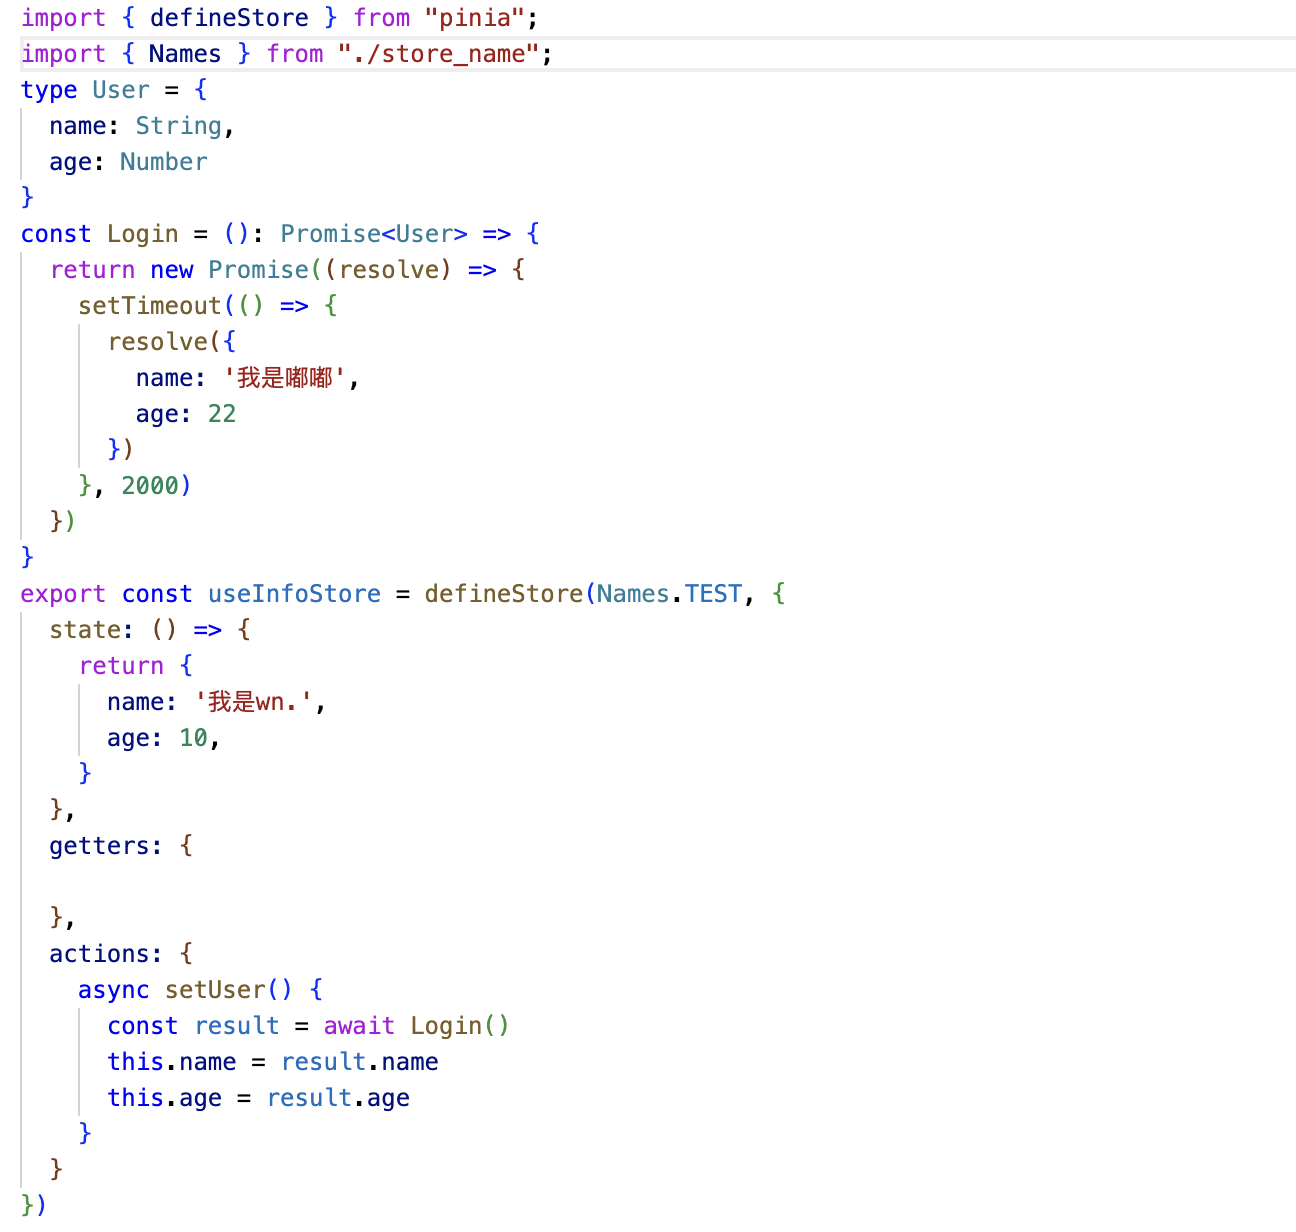 import { defineStore } from "pinia";
import { Names } from "./store_name";
type User = {
  name: String,
  age: Number
}
const Login = (): Promise<User> => {
  return new Promise((resolve) => {
    setTimeout(() => {
      resolve({
        name: '我是嘟嘟',
        age: 22
      })
    }, 2000)
  })
}
export const useInfoStore = defineStore(Names.TEST, {
  state: () => {
    return {
      name: '我是wn.',
      age: 10,
    }
  },
  getters: {

  },
  actions: {
    async setUser() {
      const result = await Login()
      this.name = result.name
      this.age = result.age
    }
  }
})